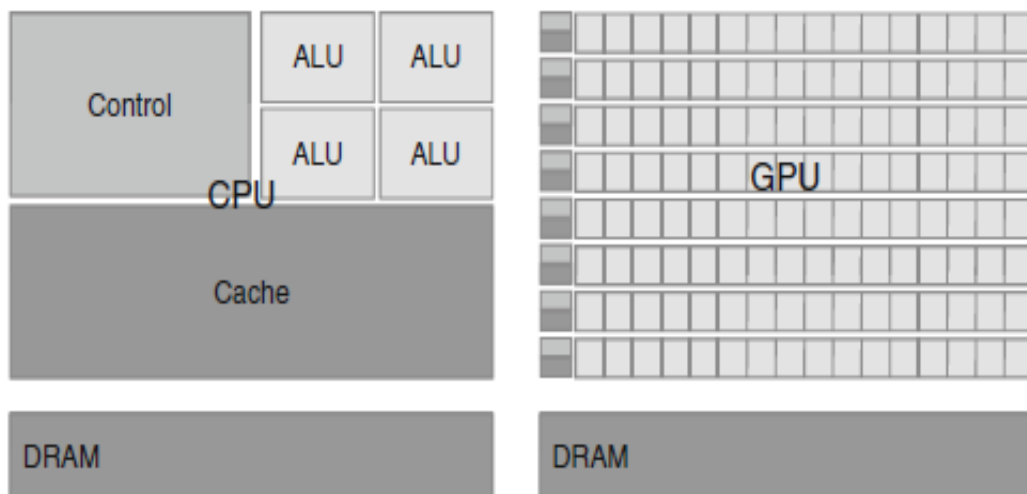 ALU ALU
Control
ALU ALU
CPU
GPU
Cache
DRAM
DRAM